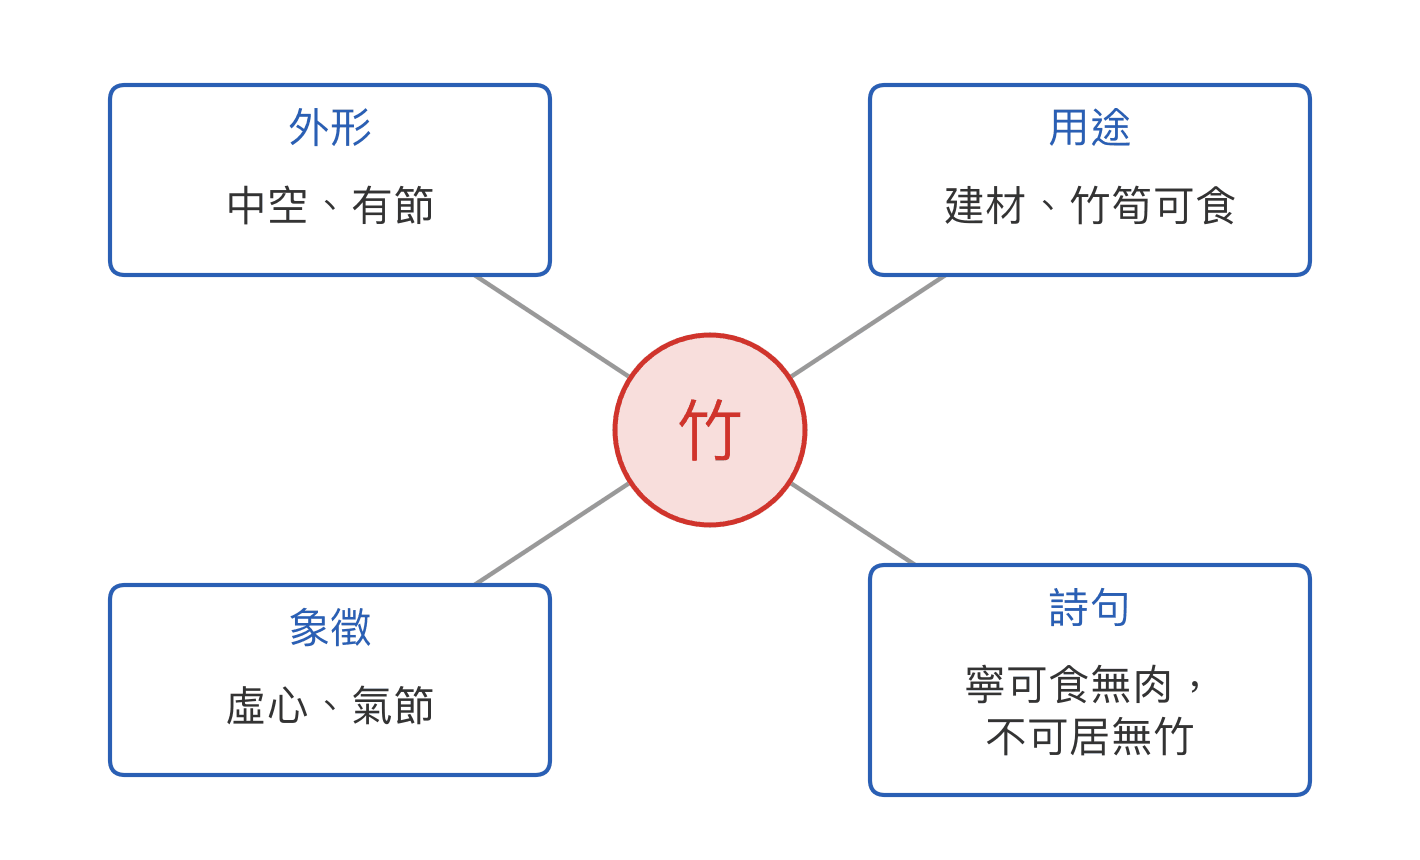 外形
中空、有節
用途
建材、竹筍可食
竹
象徵
虛心、氣節
詩句
寧可食無肉，
不可居無竹